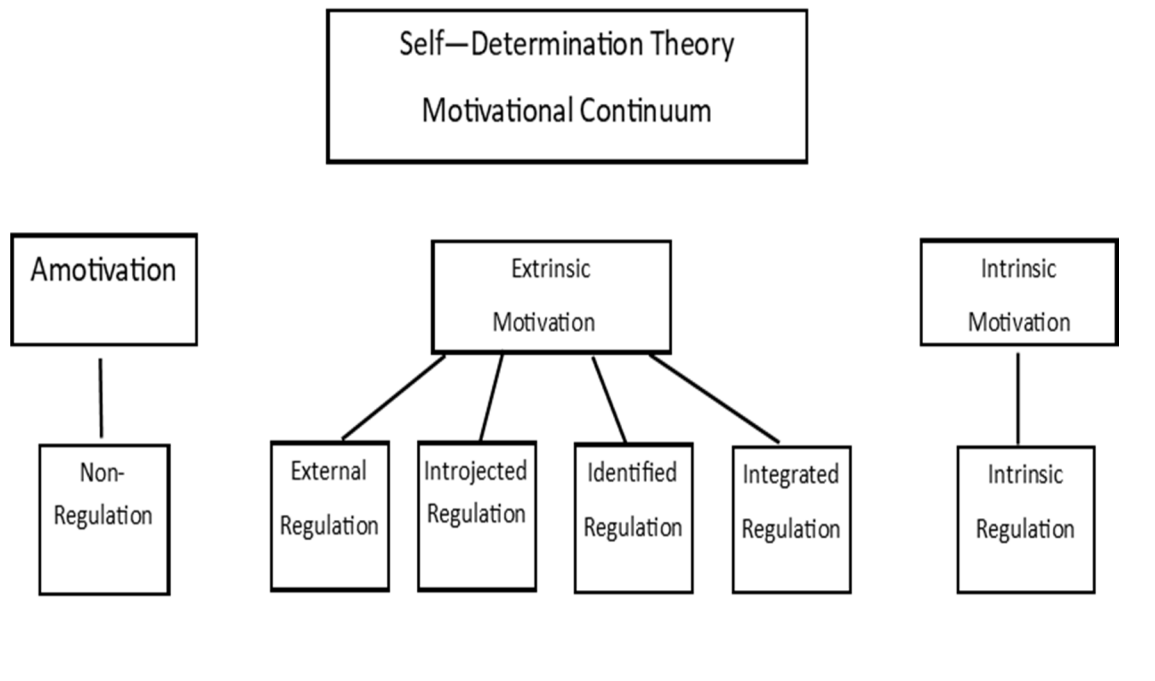 Self—Determination Theory
Motivational Continuum
Amotivation
Extrinsic
Motivation
Intrinsic
Motivation
Non-
Regulation
External
Regulation
Introjected
Regulation
Identified
Regulation
Integrated
Regulation
Intrinsic
Regulation